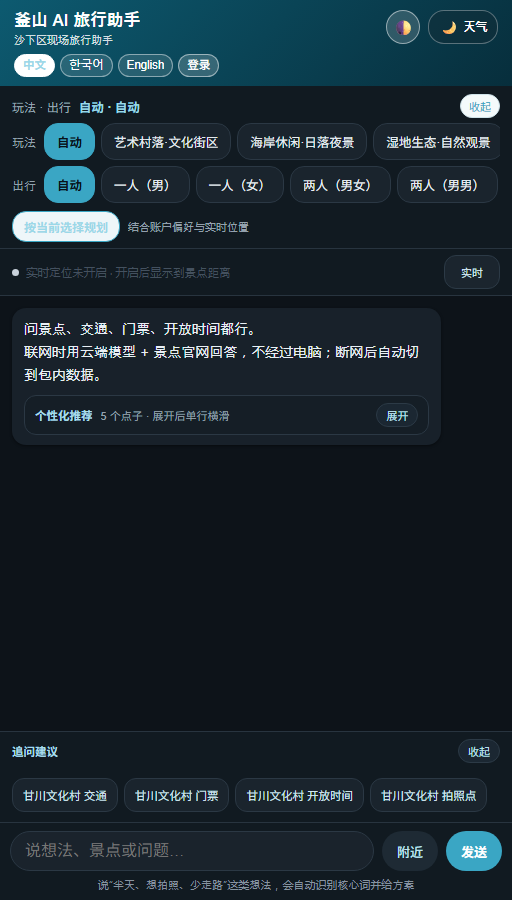 釜山 AI 旅行助手
沙下区现场旅行助手
天气
中文 한국어 English 登录
玩法 · 出行 自动 · 自动 收起
玩法 自动 艺术村落·文化街区 海岸休闲·日落夜景 湿地生态·自然观景
出行 自动 一人（男） 一人（女） 两人（男女） 两人（男男）
按当前选择规划 结合账户偏好与实时位置
实时定位未开启 · 开启后显示到景点距离 实时
问景点、交通、门票、开放时间都行。
联网时用云端模型 + 景点官网回答，不经过电脑；断网后自动切
到包内数据。
个性化推荐 5 个点子 · 展开后单行横滑 展开
追问建议 收起
甘川文化村 交通 甘川文化村 门票 甘川文化村 开放时间 甘川文化村 拍照点
说想法、景点或问题… 附近 发送
说“半天、想拍照、少走路”这类想法，会自动识别核心词并给方案